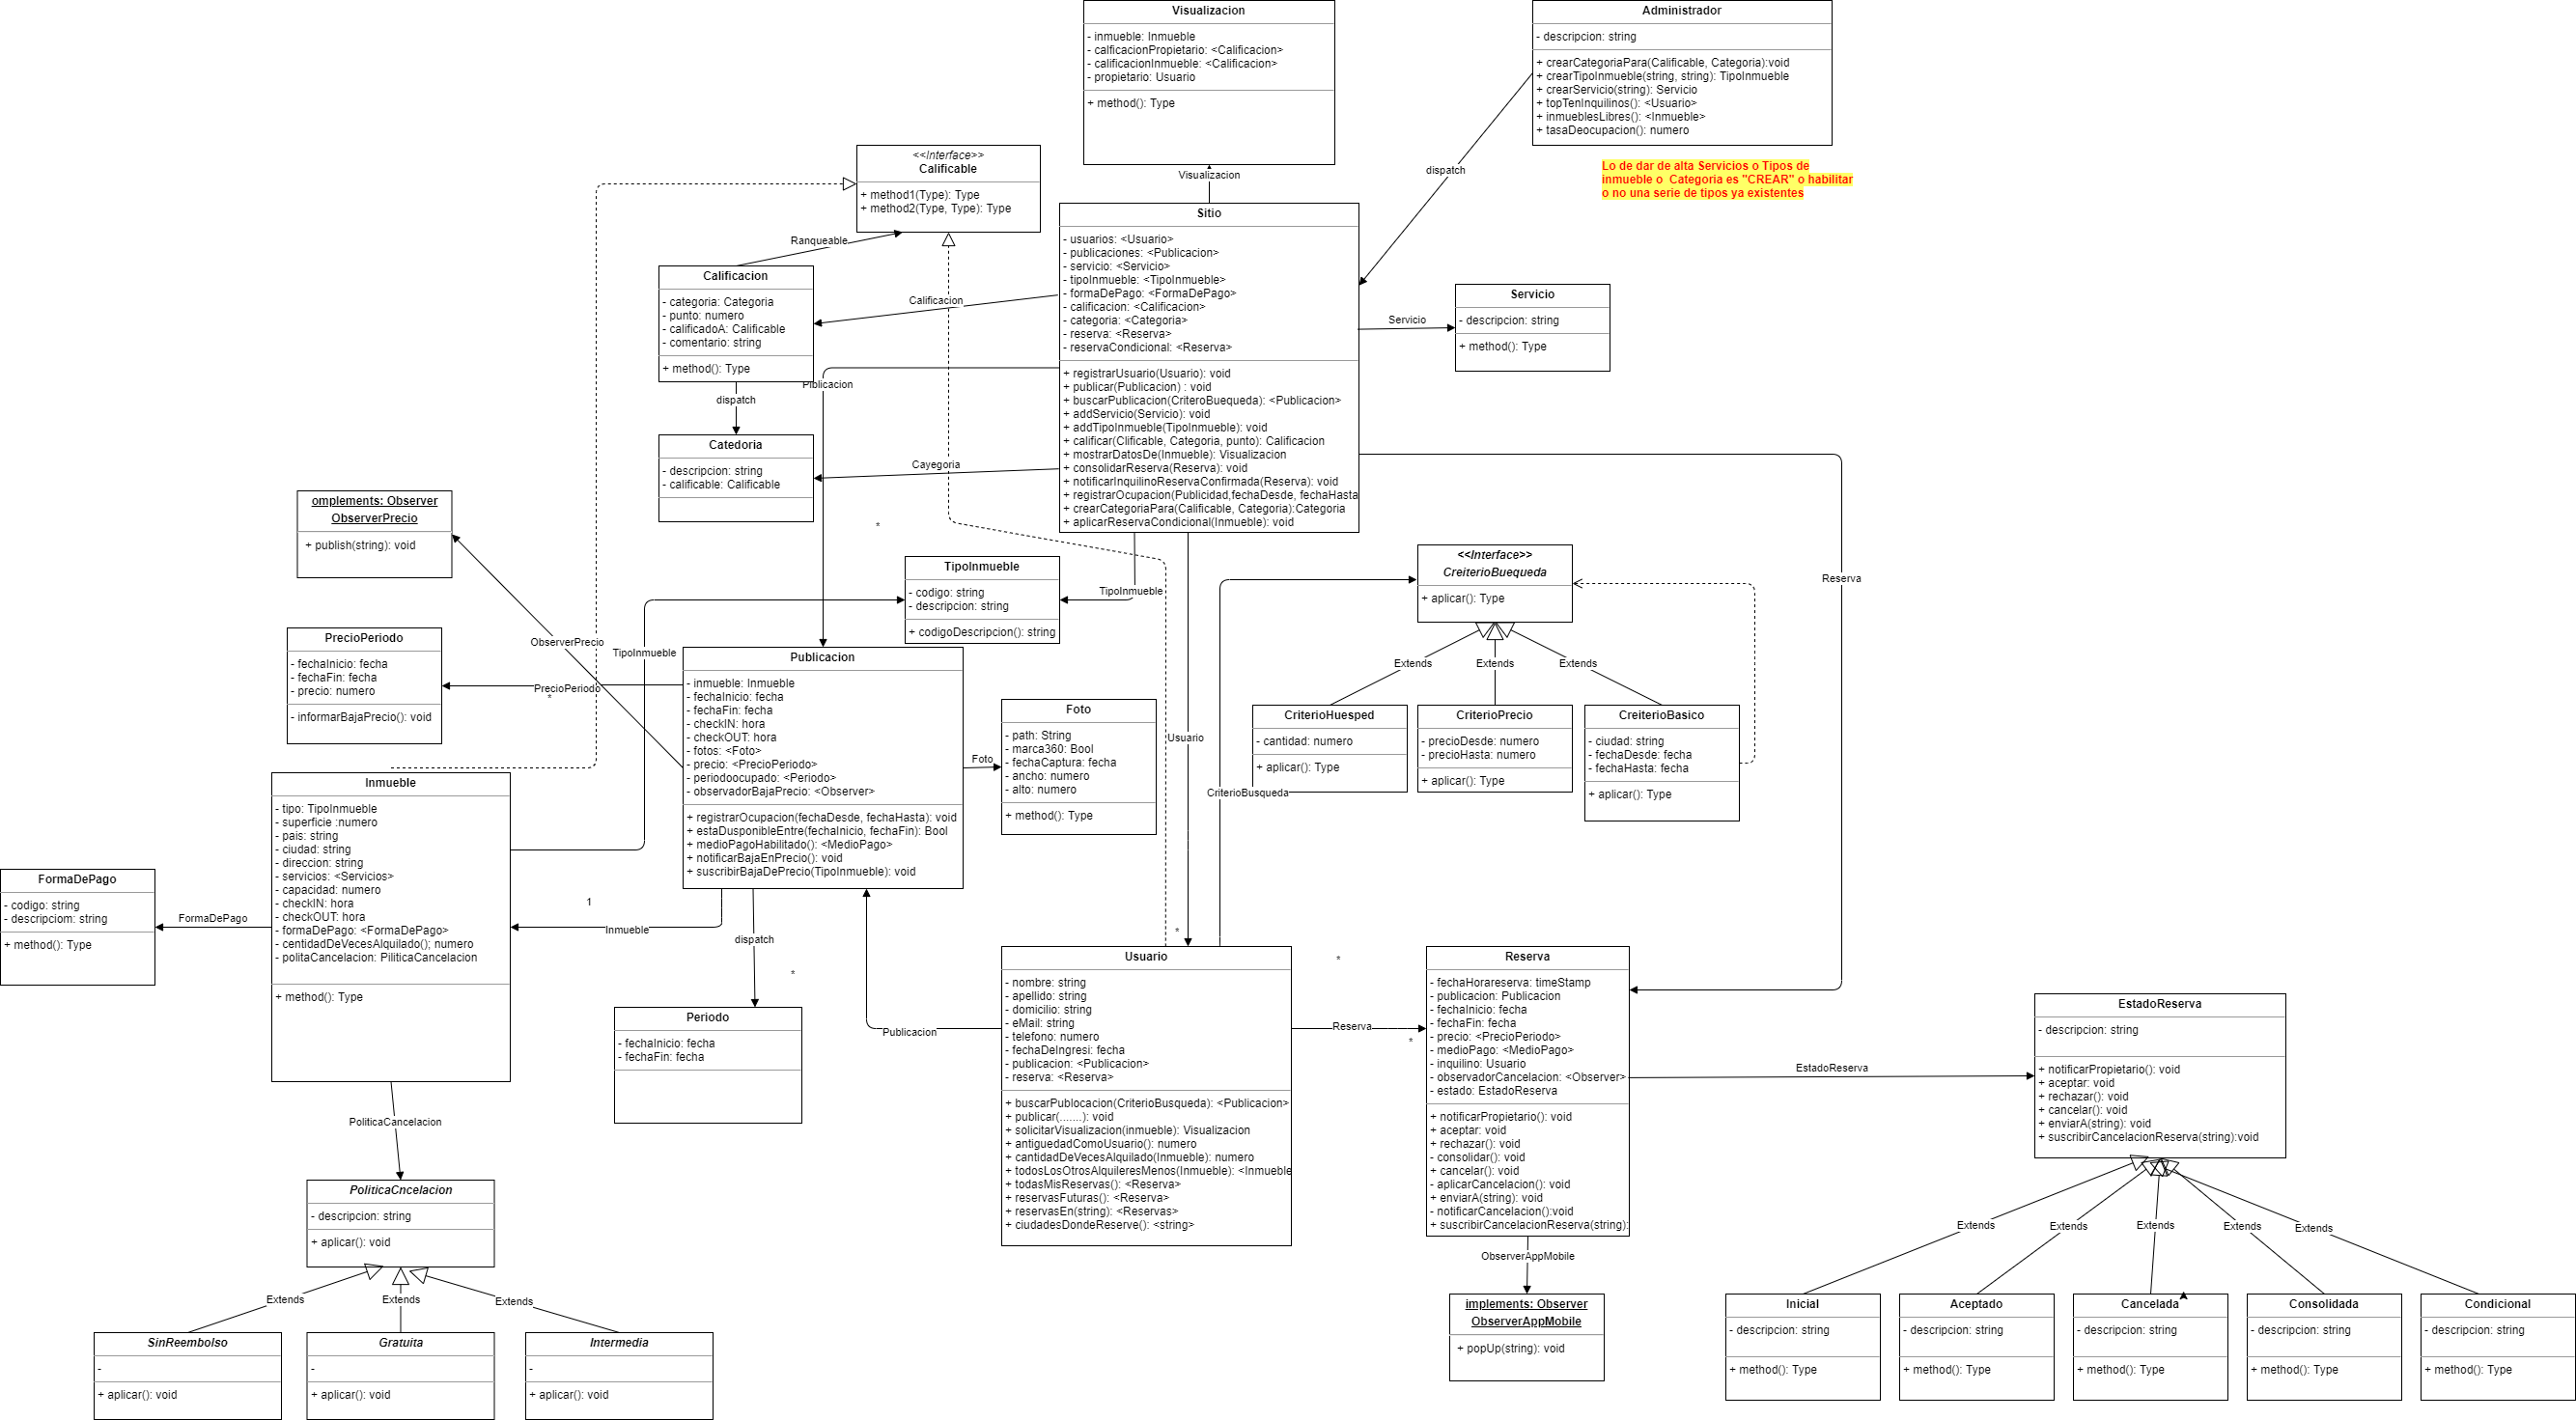 Visualizacion
- inmueble: Inmueble
- calficacionPropietario: <Calificacion>
- calificacionInmueble: <Calificacion>
- propietario: Usuario
+ method(): Type
Administrador
- descripcion: string
+ crearCategoriaPara(Calificable, Categoria):void
+ crearTipoInmueble(string, string): TipoInmueble
+ crearServicio(string): Servicio
+ topTenInquilinos(): <Usuario>
+ inmueblesLibres(): <Inmueble>
+ tasaDeocupacion(): numero
Lo de dar de alta Servicios o Tipos de
inmueble o  Categoria es "CREAR" o habilitar
o no una serie de tipos ya existentes
dispatch
Visualizacion
<<Interface>>
Calificable
+ method1(Type): Type
+ method2(Type, Type): Type
Ranqueable
Sitio
- usuarios: <Usuario>
- publicaciones: <Publicacion>
- servicio: <Servicio>
- tipoInmueble: <TipoInmueble>
- formaDePago: <FormaDePago>
- calificacion: <Calificacion>
- categoria: <Categoria>
- reserva: <Reserva>
- reservaCondicional: <Reserva>
+ registrarUsuario(Usuario): void
+ publicar(Publicacion) : void
+ buscarPublicacion(CriteroBuequeda): <Publicacion>
+ addServicio(Servicio): void
+ addTipoInmueble(TipoInmueble): void
+ calificar(Clificable, Categoria, punto): Calificacion
+ mostrarDatosDe(Inmueble): Visualizacion
+ consolidarReserva(Reserva): void
+ notificarInquilinoReservaConfirmada(Reserva): void
+ registrarOcupacion(Publicidad,fechaDesde, fechaHasta
+ crearCategoriaPara(Calificable, Categoria):Categoria
+ aplicarReservaCondicional(Inmueble): void
Calificacion
- categoria: Categoria
- punto: numero
- calificadoA: Calificable
- comentario: string
+ method(): Type
Calificacion
Servicio
Servicio
- descripcion: string
+ method(): Type
Piblicacion
dispatch
Catedoria
- descripcion: string
- calificable: Calificable
Cayegoria
omplements: Observer
ObserverPrecio
+ publish(string): void
*
TipoInmueble
- codigo: string
- descripcion: string
+ codigoDescripcion(): string
TipoInmueble
<<Interface>>
CreiterioBuequeda
+ aplicar(): Type
Reserva
PrecioPeriodo
- fechaInicio: fecha
- fechaFin: fecha
- precio: numero
- informarBajaPrecio(): void
ObserverPrecio
TipoInmueble
PrecioPeriodo
*
Publicacion
- inmueble: Inmueble
- fechaInicio: fecha
- fechaFin: fecha
- checkIN: hora
- checkOUT: hora
- fotos: <Foto>
- precio: <PrecioPeriodo>
- periodoocupado: <Periodo>
- observadorBajaPrecio: <Observer>
+ registrarOcupacion(fechaDesde, fechaHasta): void
+ estaDusponibleEntre(fechaInicio, fechaFin): Bool
+ medioPagoHabilitado(): <MedioPago>
+ notificarBajaEnPrecio(): void
+ suscribirBajaDePrecio(TipoInmueble): void
Foto
Foto
- path: String
- marca360: Bool
- fechaCaptura: fecha
- ancho: numero
- alto: numero
+ method(): Type
Extends
Extends
Extends
Usuario
CriterioBusqueda
CriterioHuesped
- cantidad: numero
+ aplicar(): Type
CriterioPrecio
- precioDesde: numero
- precioHasta: numero
+ aplicar(): Type
CreiterioBasico
- ciudad: string
- fechaDesde: fecha
- fechaHasta: fecha
+ aplicar(): Type
Inmueble
- tipo: TipoInmueble
- superficie :numero
- pais: string
- ciudad: string
- direccion: string
- servicios: <Servicios>
- capacidad: numero
- checkIN: hora
- checkOUT: hora
- formaDePago: <FormaDePago>
- centidadDeVecesAlquilado(); numero
- politaCancelacion: PiliticaCancelacion
+ method(): Type
FormaDePago
- codigo: string
- descripciom: string
+ method(): Type
FormaDePago
1
Inmueble
dispatch
*
Periodo
- fechaInicio: fecha
- fechaFin: fecha
Publicacion
*
Usuario
- nombre: string
- apellido: string
- domicilio: string
- eMail: string
- telefono: numero
- fechaDeIngresi: fecha
- publicacion: <Publicacion>
- reserva: <Reserva>
+ buscarPublocacion(CriterioBusqueda): <Publicacion>
+ publicar(.......): void
+ solicitarVisualizacion(inmueble): Visualizacion
+ antiguedadComoUsuario(): numero
+ cantidadDeVecesAlquilado(Inmueble): numero
+ todosLosOtrosAlquileresMenos(Inmueble): <Inmueble
+ todasMisReservas(): <Reserva>
+ reservasFuturas(): <Reserva>
+ reservasEn(string): <Reservas>
+ ciudadesDondeReserve(): <string>
*
Reserva
*
Reserva
- fechaHorareserva: timeStamp
- publicacion: Publicacion
- fechaInicio: fecha
- fechaFin: fecha
- precio: <PrecioPeriodo>
- medioPago: <MedioPago>
- inquilino: Usuario
- observadorCancelacion: <Observer>
- estado: EstadoReserva
+ notificarPropietario(): void
+ aceptar: void
+ rechazar(): void
- consolidar(): void
+ cancelar(): void
- aplicarCancelacion(): void
+ enviarA(string): void
- notificarCancelacion():void
+ suscribirCancelacionReserva(string):
EstadoReserva
EstadoReserva
- descripcion: string
+ notificarPropietario(): void
+ aceptar: void
+ rechazar(): void
+ cancelar(): void
+ enviarA(string): void
+ suscribirCancelacionReserva(string):void
PoliticaCancelacion
PoliticaCncelacion
- descripcion: string
+ aplicar(): void
Extends
Extends
Extends
SinReembolso
-
+ aplicar(): void
Gratuita
-
+ aplicar(): void
Intermedia
-
+ aplicar(): void
ObserverAppMobile
implements: Observer
ObserverAppMobile
+ popUp(string): void
Extends
Extends
Extends
Extends
Extends
Inicial
- descripcion: string
+ method(): Type
Aceptado
- descripcion: string
+ method(): Type
Cancelada
- descripcion: string
+ method(): Type
Consolidada
- descripcion: string
+ method(): Type
Condicional
- descripcion: string
+ method(): Type